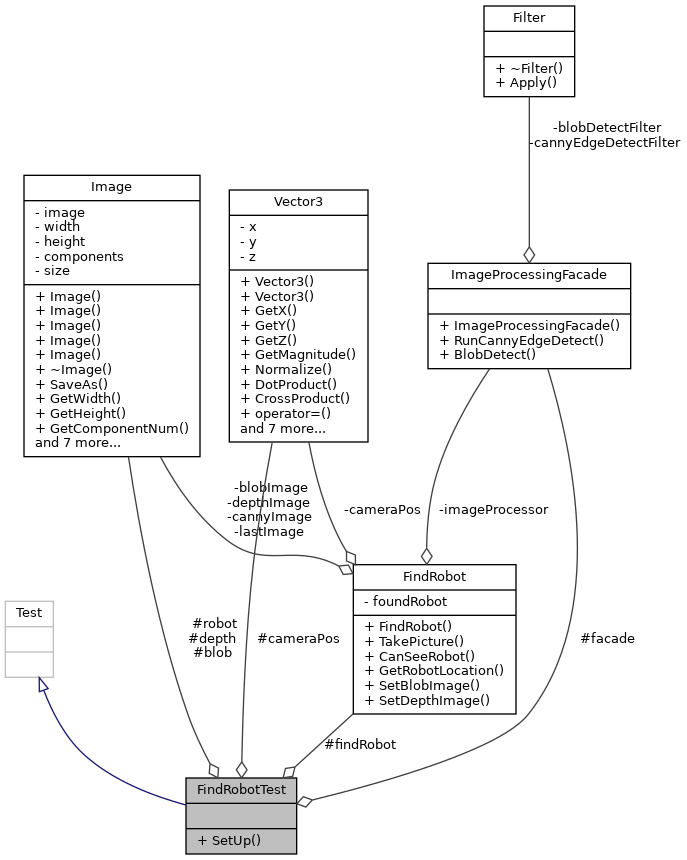 Filter
+ ~Filter()
+ Apply()
-blobDetectFilter
-cannyEdgeDetectFilter
Image
- image
- width
- height
- components
- size
+ Image()
+ Image()
+ Image()
+ Image()
+ Image()
+ ~Image()
+ SaveAs()
+ GetWidth()
+ GetHeight()
+ GetComponentNum()
and 7 more...
Vector3
- x
- y
- z
+ Vector3()
+ Vector3()
+ GetX()
+ GetY()
+ GetZ()
+ GetMagnitude()
+ Normalize()
+ DotProduct()
+ CrossProduct()
+ operator=()
and 7 more...
ImageProcessingFacade
+ ImageProcessingFacade()
+ RunCannyEdgeDetect()
+ BlobDetect()
-blobImage
-depthImage
-cannyImage
-lastImage
-cameraPos
-imageProcessor
FindRobot
- foundRobot
+ FindRobot()
+ TakePicture()
+ CanSeeRobot()
+ GetRobotLocation()
+ SetBlobImage()
+ SetDepthImage()
Test
#robot
#depth
#blob
#cameraPos
#facade
#findRobot
FindRobotTest
+ SetUp()